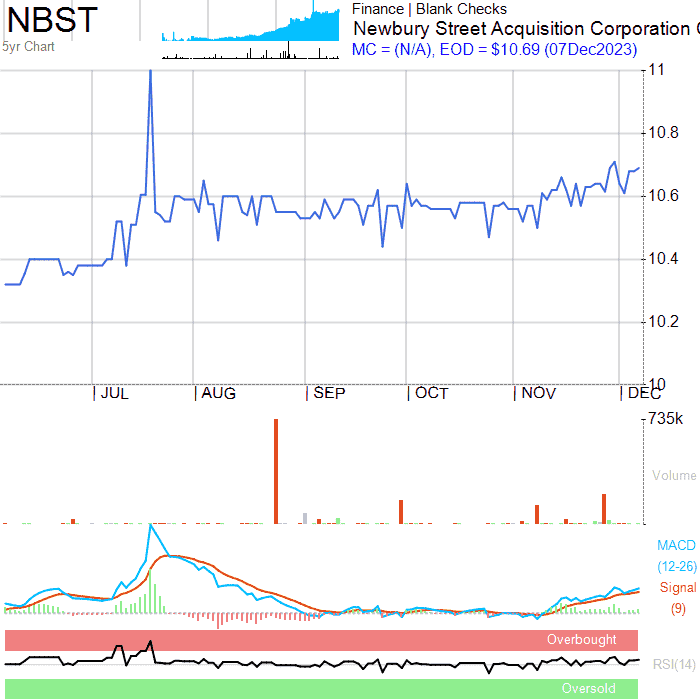 NBST
5yr Chart
Finance | Blank Checks
Newbury Street Acquisition Corporation C
MC = (N/A), EOD = $10.69 (07Dec2023)
11
10.8
10.6
10.4
10.2
10
JUL AUG SEP OCT NOV DEC
735k
Volume
MACD
(12-26)
Signal
(9)
Overbought
RSI(14)
Oversold